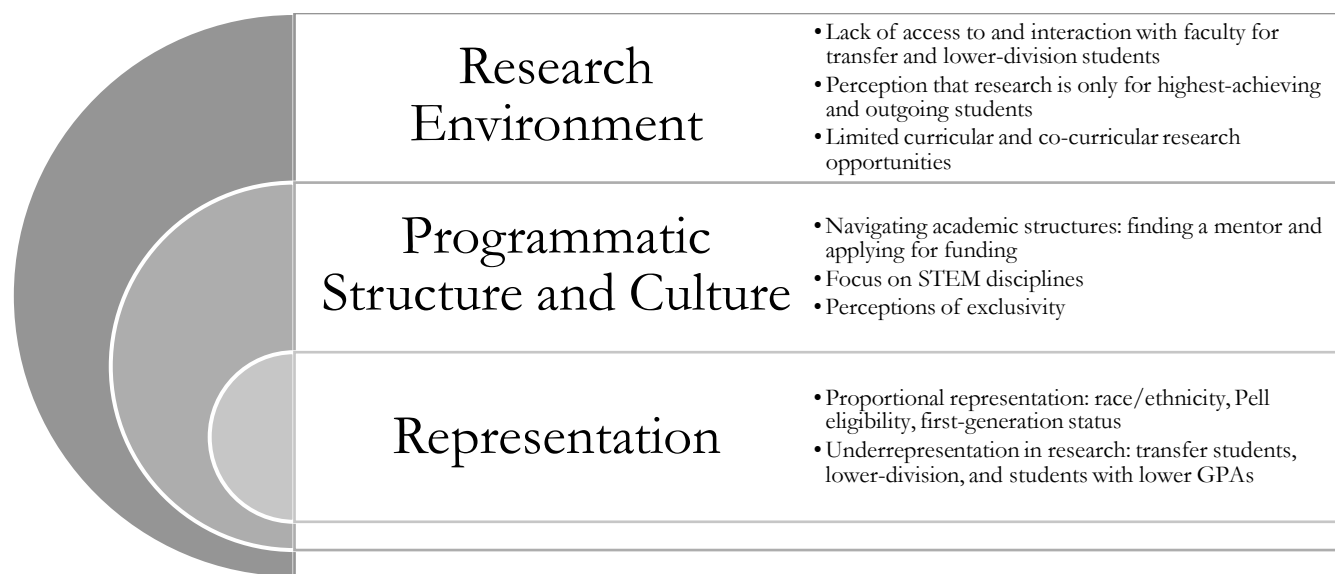 Research
Environment
• Lack of access to and interaction with faculty for
transfer and lower-division students
• Perception that research is only for highest-achieving
and outgoing students
• Limited curricular and co-curricular research
opportunities
Programmatic
Structure and Culture
• Navigating academic structures: finding a mentor and
applying for funding
• Focus on STEM disciplines
• Perceptions of exclusivity
Representation
• Proportional representation: race/ethnicity, Pell
eligibility, first-generation status
• Underrepresentation in research: transfer students,
lower-division, and students with lower GPAs